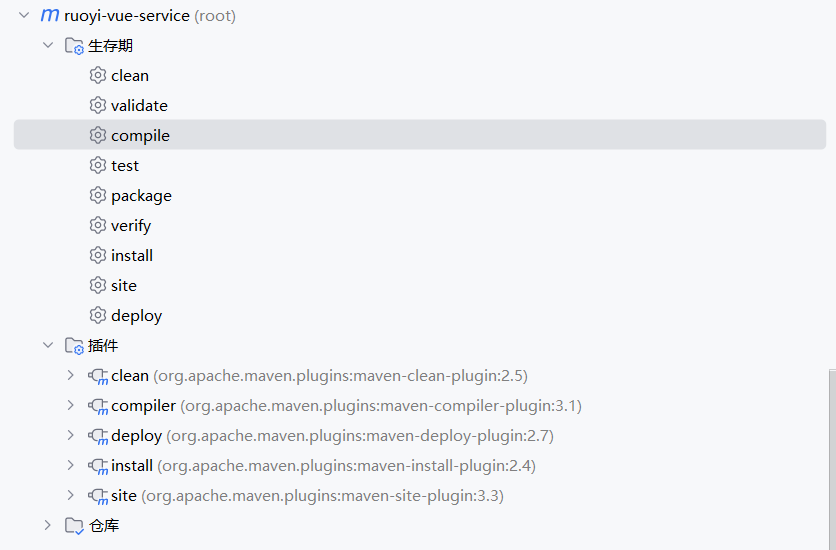 m ruoyi-vue-service (root)
生存期
clean
validate
compile
test
package
verify
install
site
deploy
插件
clean (org.apache.maven.plugins:maven-clean-plugin:2.5)
compiler (org.apache.maven.plugins:maven-compiler-plugin:3.1)
deploy (org.apache.maven.plugins:maven-deploy-plugin:2.7)
install (org.apache.maven.plugins:maven-install-plugin:2.4)
site (org.apache.maven.plugins:maven-site-plugin:3.3)
仓库